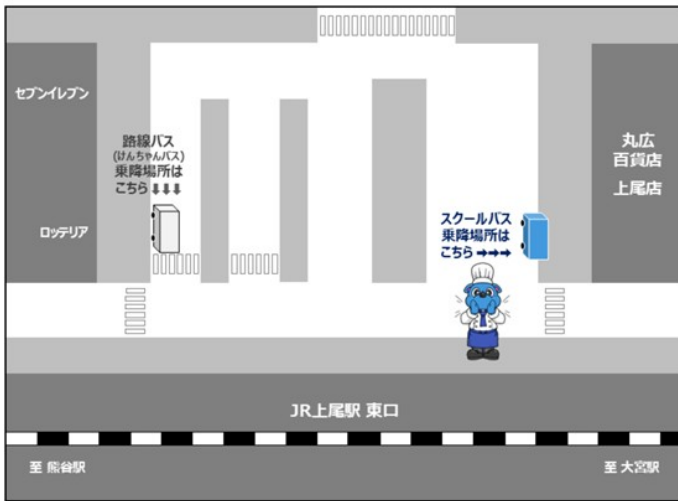 セブンイレブン
路線バス
(けんちゃんバス)
乗降場所は
こちら⬇⬇⬇
ロッテリア
丸広
百貨店
上尾店
スクールバス
乗降場所は
こちら➡➡➡
JR上尾駅 東口
至 熊谷駅
至 大宮駅